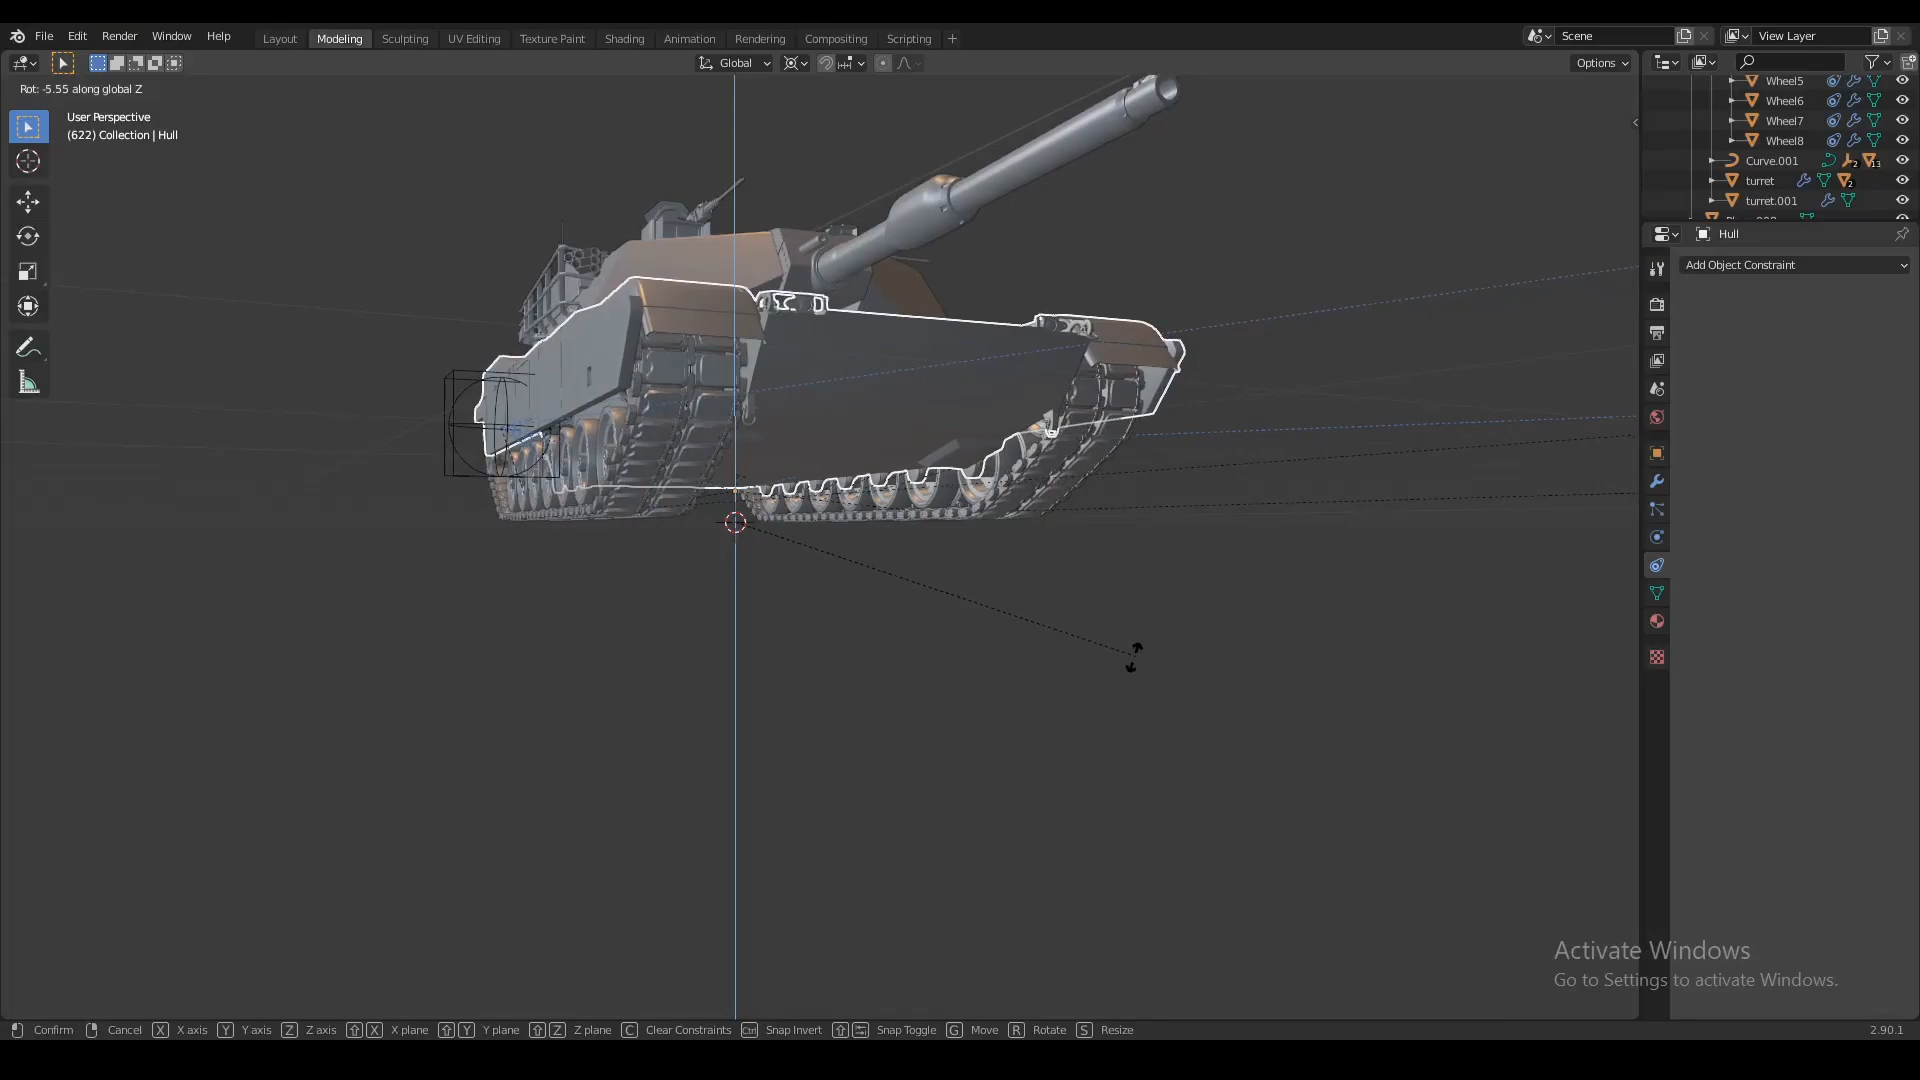 File Edit Render Window Help
Layout Modeling Sculpting UV Editing Texture Paint Shading Animation Rendering Compositing Scripting
Scene
View Layer
Global
Options
Rot: -5.55 along global Z
User Perspective
(622) Collection | Hull
Wheel5
Wheel6
Wheel7
Wheel8
Curve.001 2 13
turret 2
turret.001
Hull
Add Object Constraint
Activate Windows
Go to Settings to activate Windows.
Confirm Cancel X X axis Y Y axis Z Z axis X X plane Y Y plane Z Z plane C Clear Constraints Ctrl Snap Invert Snap Toggle G Move R Rotate S Resize 2.90.1